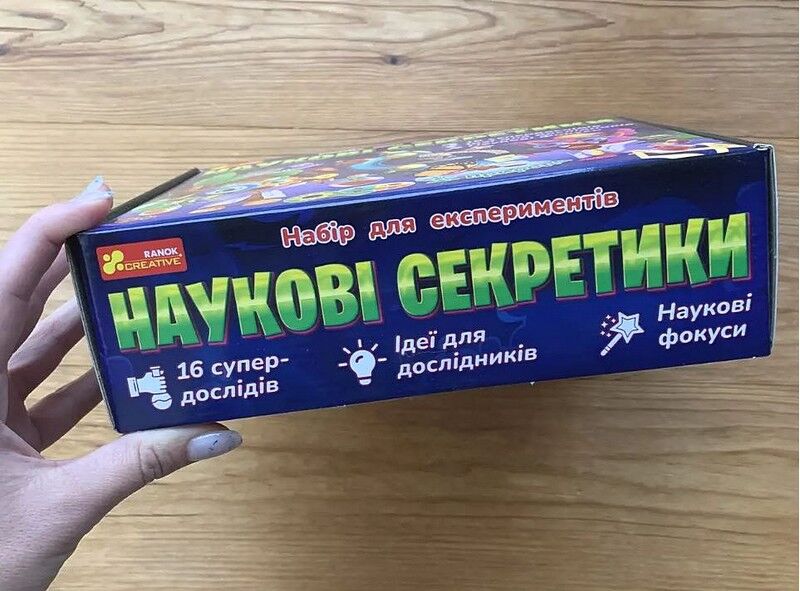 Набір для експериментів
RANOK
CREATIVE
НАУКОВІ СЕКРЕТИКИ
16 супер-
дослідів
Ідеї для
дослідників
Наукові
фокуси